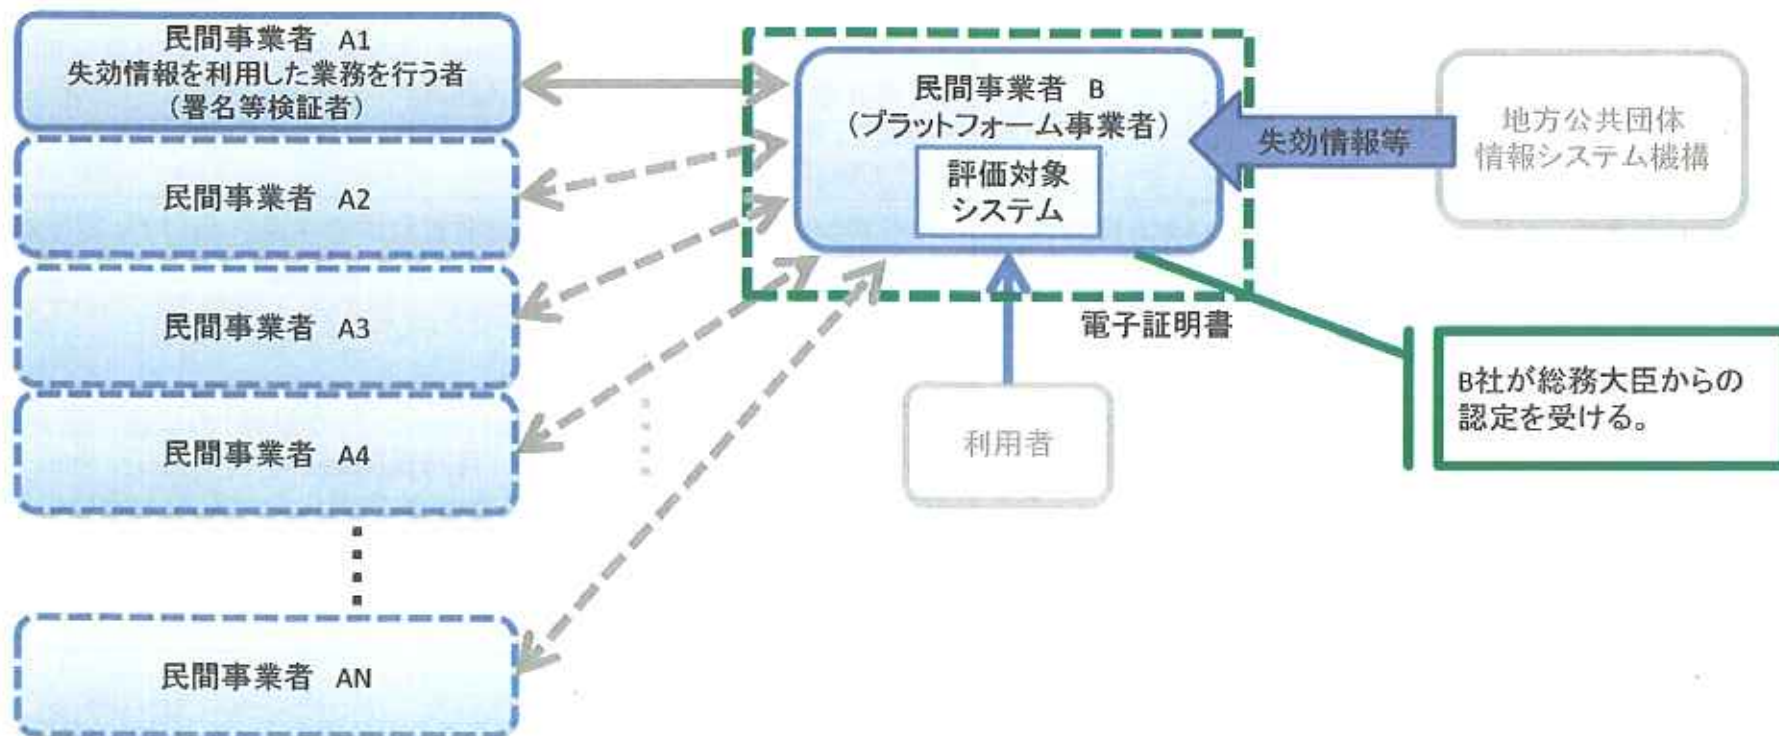 民間事業者 A1
失効情報を利用した業務を行う者
(署名等検証者)
民間事業者 A2
民間事業者 A3
民間事業者 A4
民間事業者 AN
民間事業者 B
(プラットフォーム事業者)
評価対象
システム
失効情報等
地方公共団体
情報システム機構
電子証明書
利用者
B社が総務大臣からの
認定を受ける。